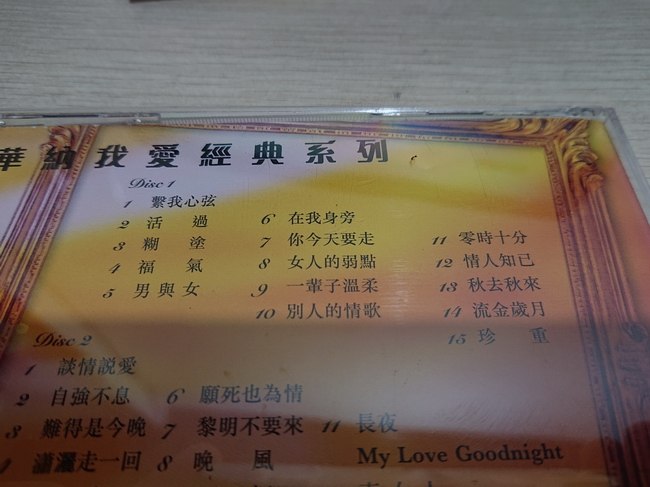 華納我愛經典系列
Disc 1
1 繫我心弦
2 活過
3 糊塗
4 福氣
5 男與女
6 在我身旁
7 你今天要走
8 女人的弱點
9 一輩子溫柔
10 別人的情歌
11 零時十分
12 情人知已
13 秋去秋來
14 流金歲月
15 珍重
Disc 2
1 談情說愛
2 自強不息
3 難得是今晚
4 瀟灑走一回
6 願死也為情
7 黎明不要來
8 晚風
11 長夜
My Love Goodnight